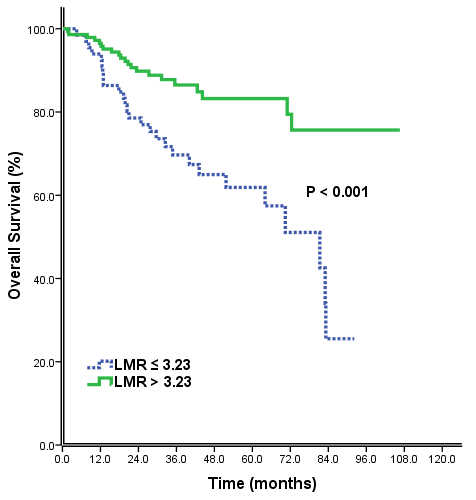 100.0
80.0
60.0
40.0
20.0
0.0
Overall Survival (%)
P < 0.001
LMR ≤ 3.23
LMR > 3.23
0.0 12.0 24.0 36.0 48.0 60.0 72.0 84.0 96.0 108.0 120.0
Time (months)